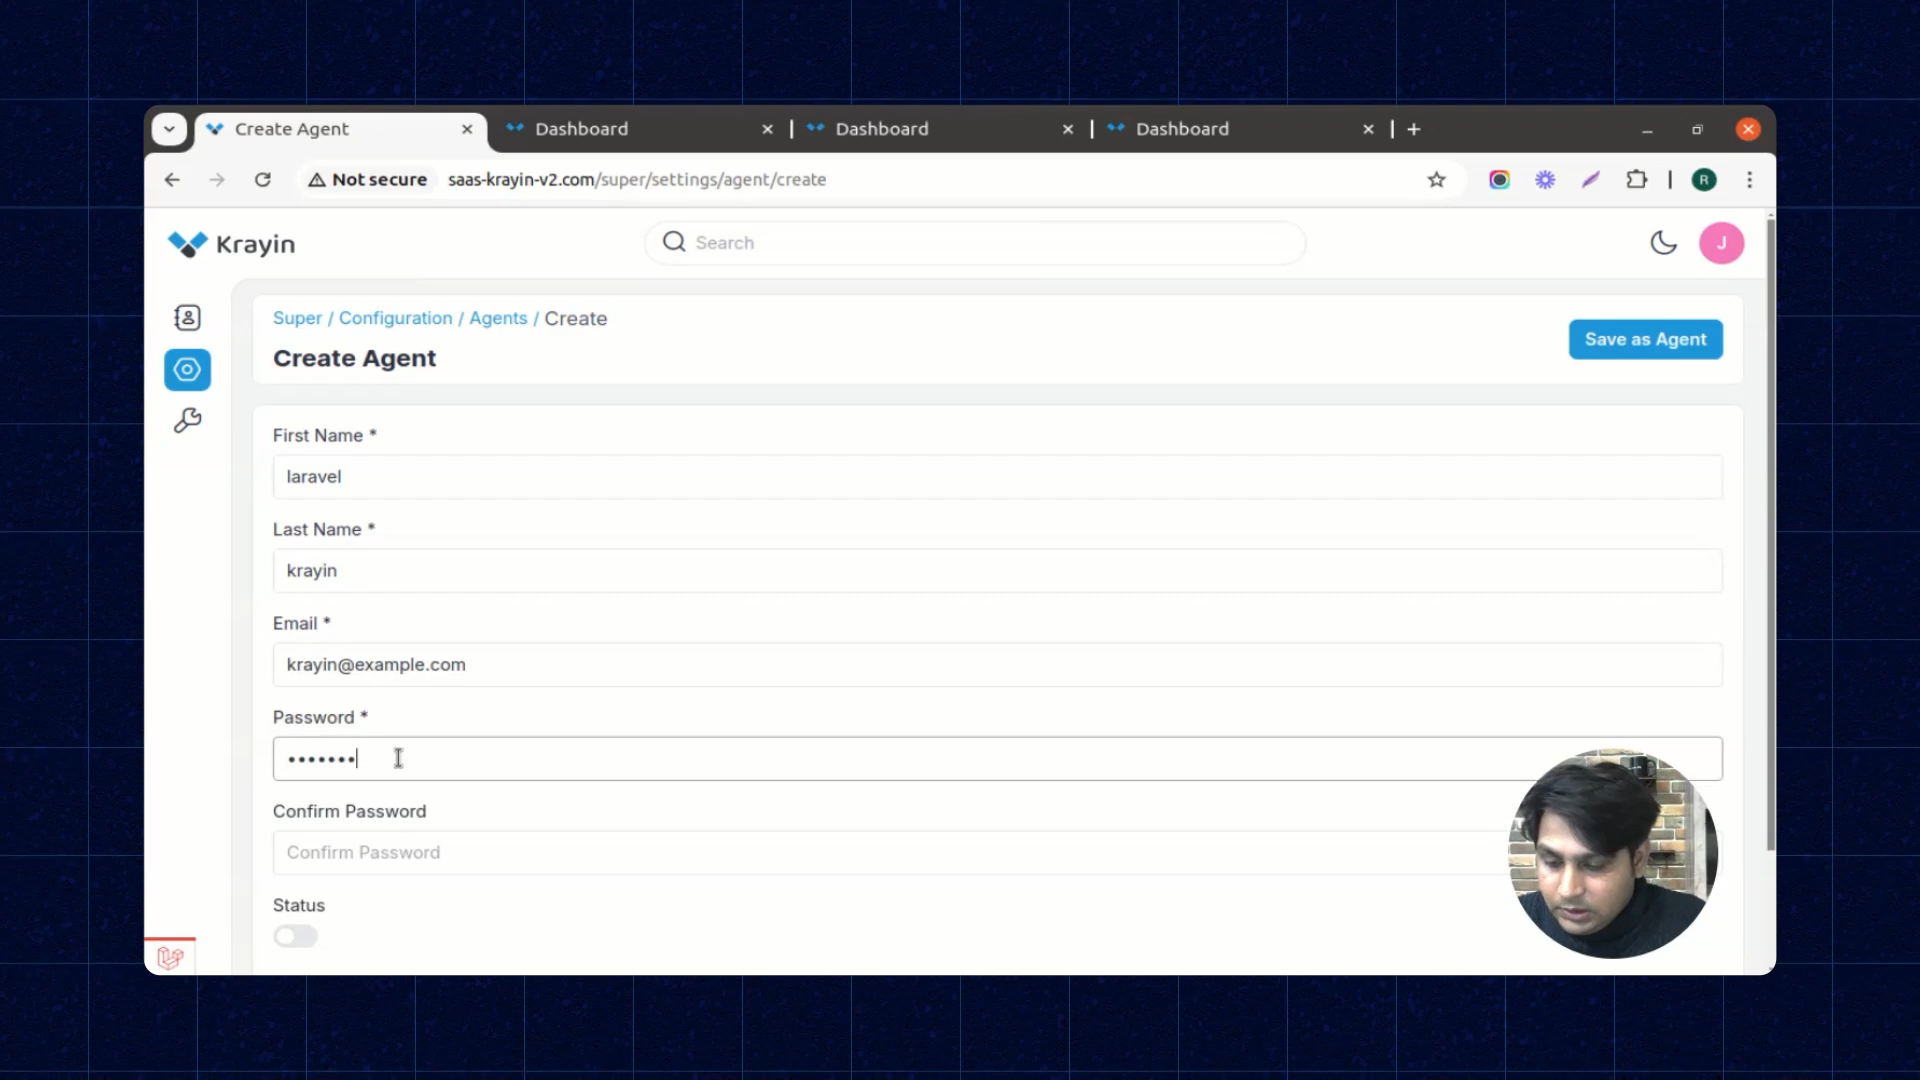 Create Agent
Dashboard
Dashboard
Dashboard
Not secure
saas-krayin-v2.com/super/settings/agent/create
R
Krayin
Search
J
Super / Configuration / Agents / Create
Create Agent
Save as Agent
First Name *
laravel
Last Name *
krayin
Email *
krayin@example.com
Password *
•••••••
Confirm Password
Confirm Password
Status